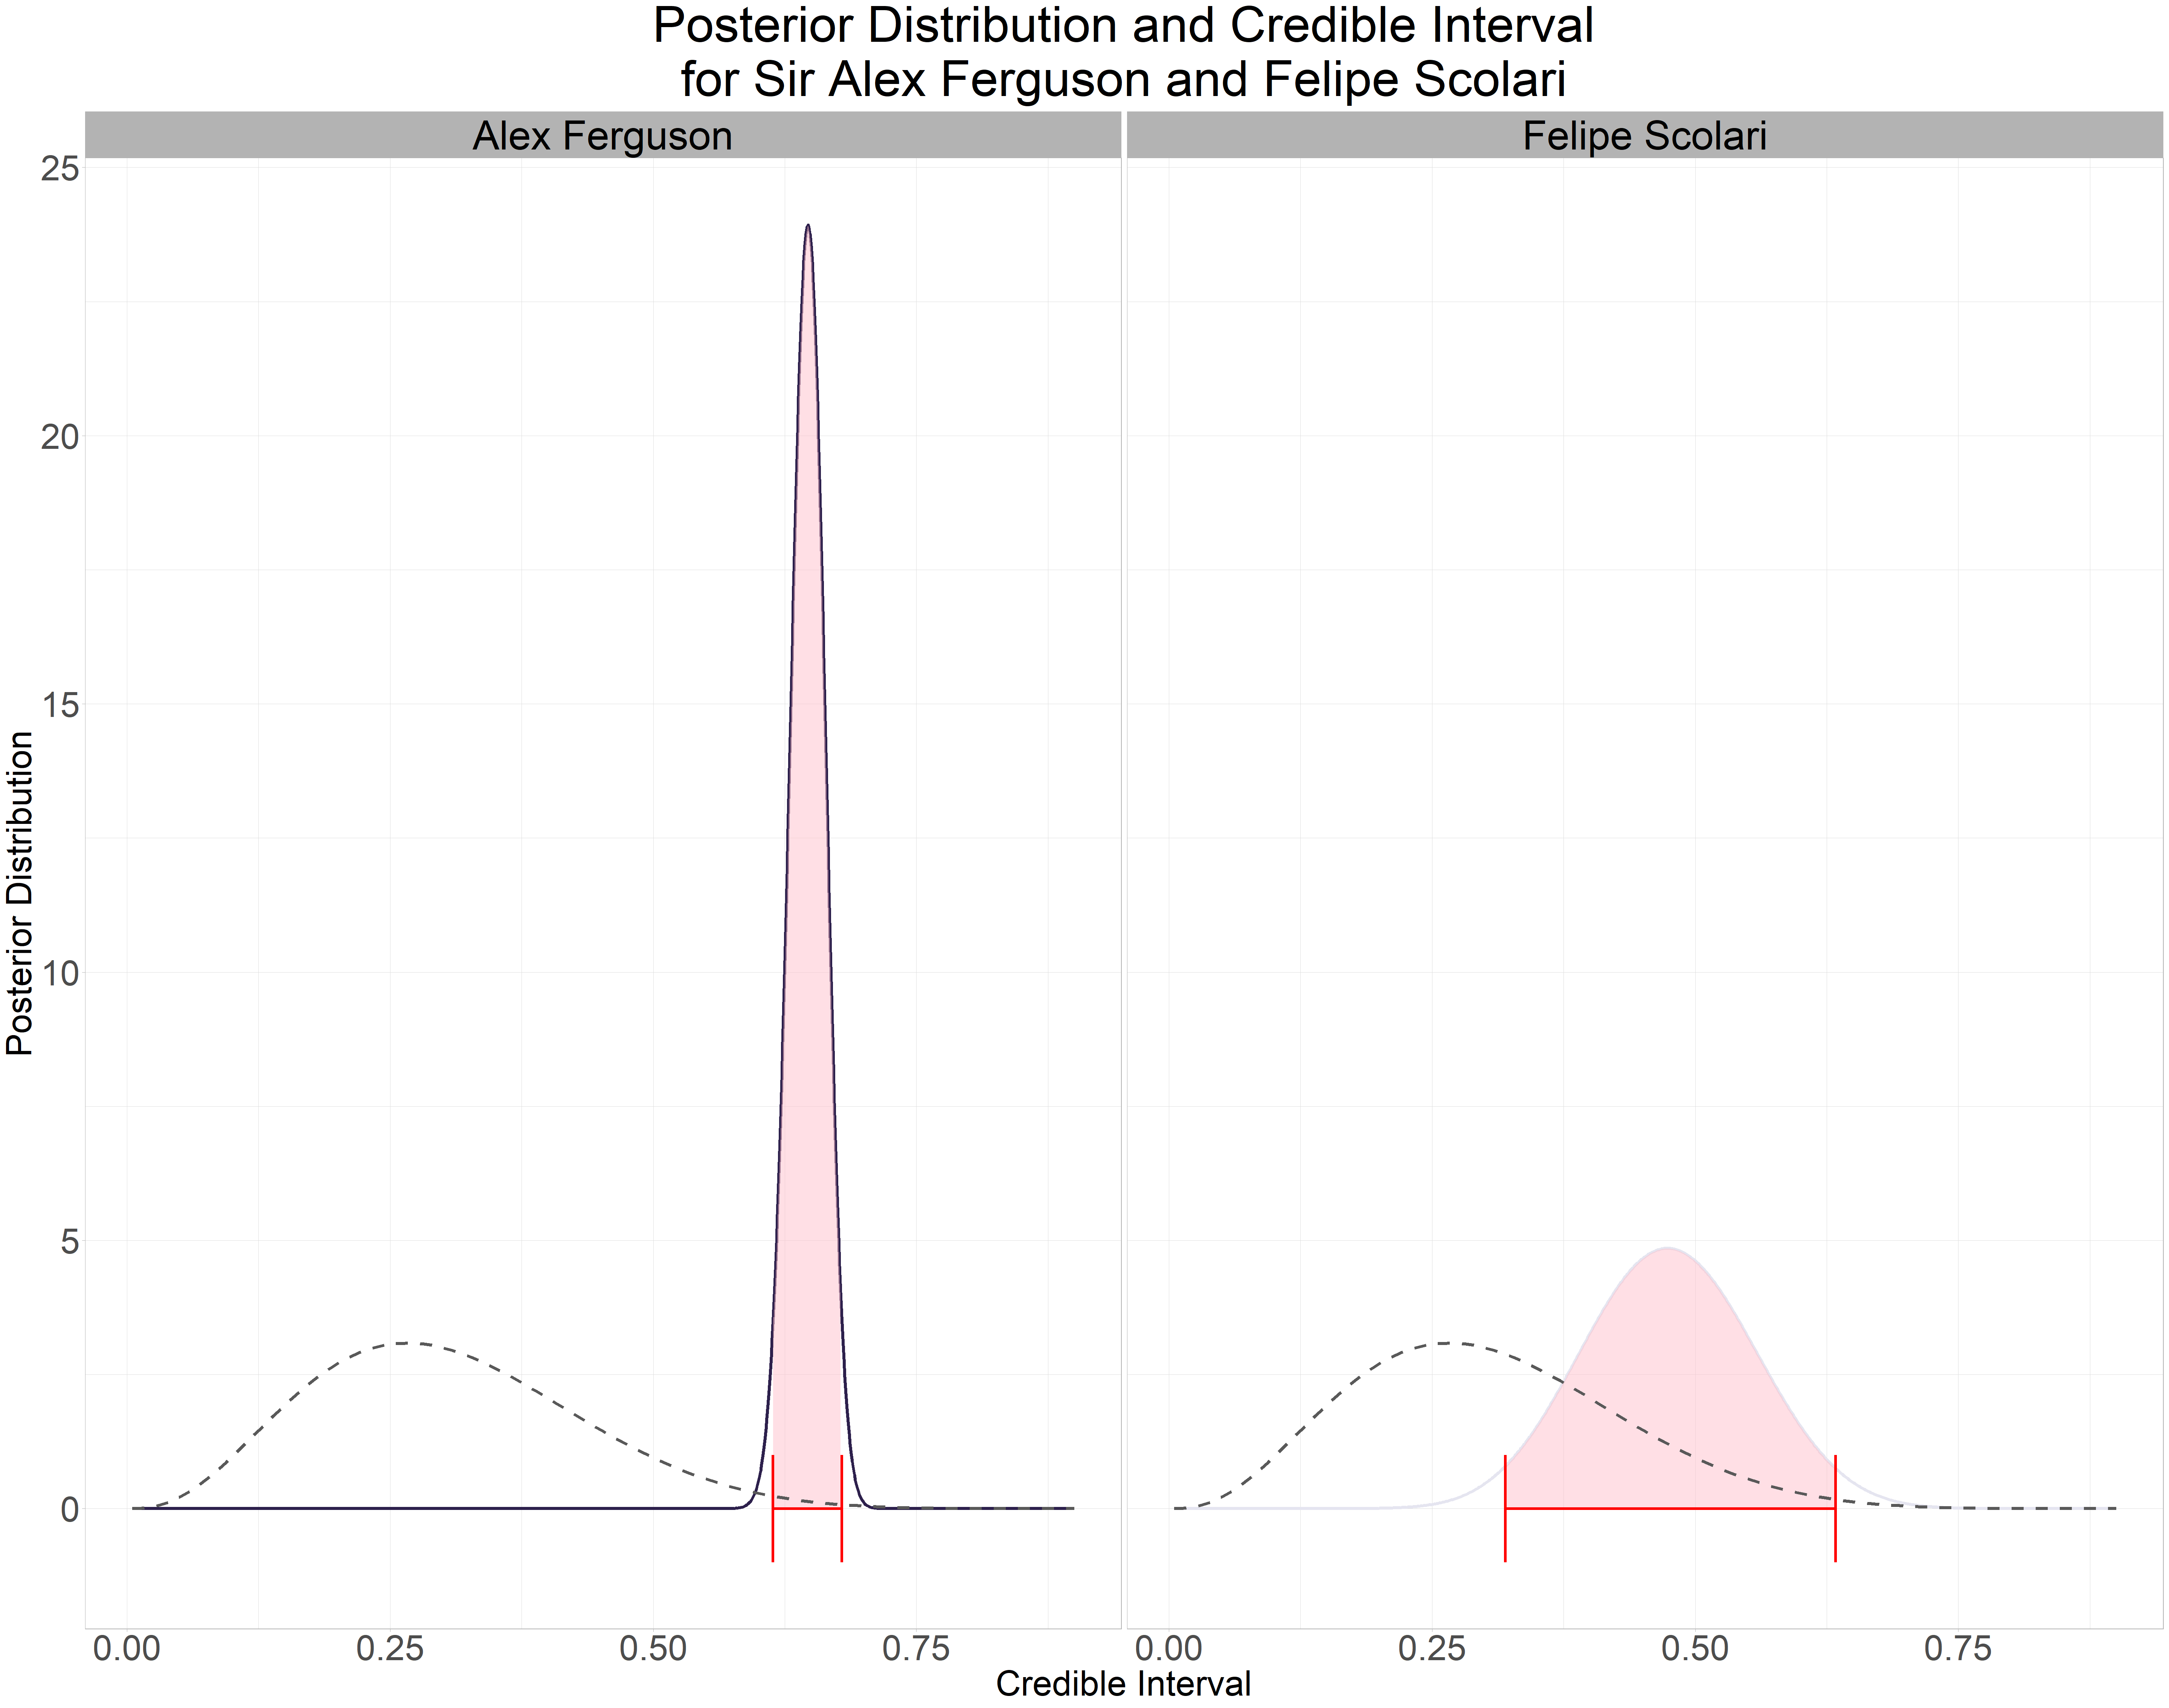 Posterior Distribution and Credible Interval
for Sir Alex Ferguson and Felipe Scolari
Alex Ferguson
Felipe Scolari
Posterior Distribution
25
20
15
10
5
0
0.00 0.25 0.50 0.75
0.00 0.25 0.50 0.75
Credible Interval